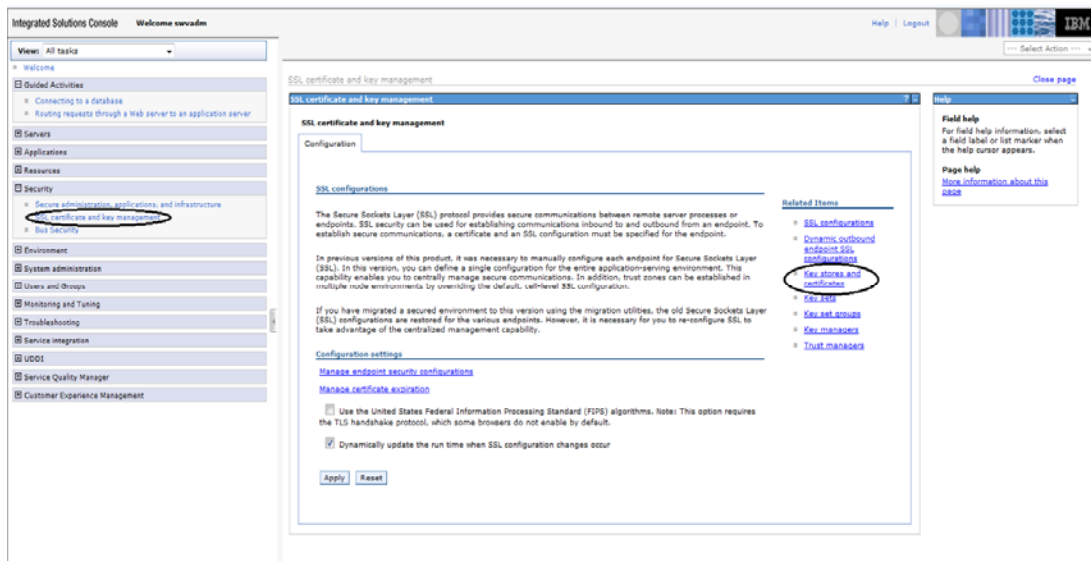 Integrated Solutions Console Welcome swvadm
Help | Logout
IBM
View: All tasks
--- Select Action ---
Welcome
Guided Activities
Connecting to a database
Routing requests through a Web server to an application server
Servers
Applications
Resources
Security
Secure administration, applications, and infrastructure
SSL certificate and key management
Bus Security
Environment
System administration
Users and Groups
Monitoring and Tuning
Troubleshooting
Service integration
UDDI
Service Quality Manager
Customer Experience Management
SSL certificate and key management
Close page
SSL certificate and key management
? -
SSL certificate and key management
Configuration
SSL configurations
The Secure Sockets Layer (SSL) protocol provides secure communications between remote server processes or
endpoints. SSL security can be used for establishing communications inbound to and outbound from an endpoint. To
establish secure communications, a certificate and an SSL configuration must be specified for the endpoint.
In previous versions of this product, it was necessary to manually configure each endpoint for Secure Sockets Layer
(SSL). In this version, you can define a single configuration for the entire application-serving environment. This
capability enables you to centrally manage secure communications. In addition, trust zones can be established in
multiple node environments by overriding the default, cell-level SSL configuration.
If you have migrated a secured environment to this version using the migration utilities, the old Secure Sockets Layer
(SSL) configurations are restored for the various endpoints. However, it is necessary for you to re-configure SSL to
take advantage of the centralized management capability.
Configuration settings
Manage endpoint security configurations
Manage certificate expiration
Use the United States Federal Information Processing Standard (FIPS) algorithms. Note: This option requires
the TLS handshake protocol, which some browsers do not enable by default.
Dynamically update the run time when SSL configuration changes occur
Apply Reset
Related Items
SSL configurations
Dynamic outbound
endpoint SSL
configurations
Key stores and
certificates
Key sets
Key set groups
Key managers
Trust managers
Help -
Field help
For field help information, select
a field label or list marker when
the help cursor appears.
Page help
More information about this
page